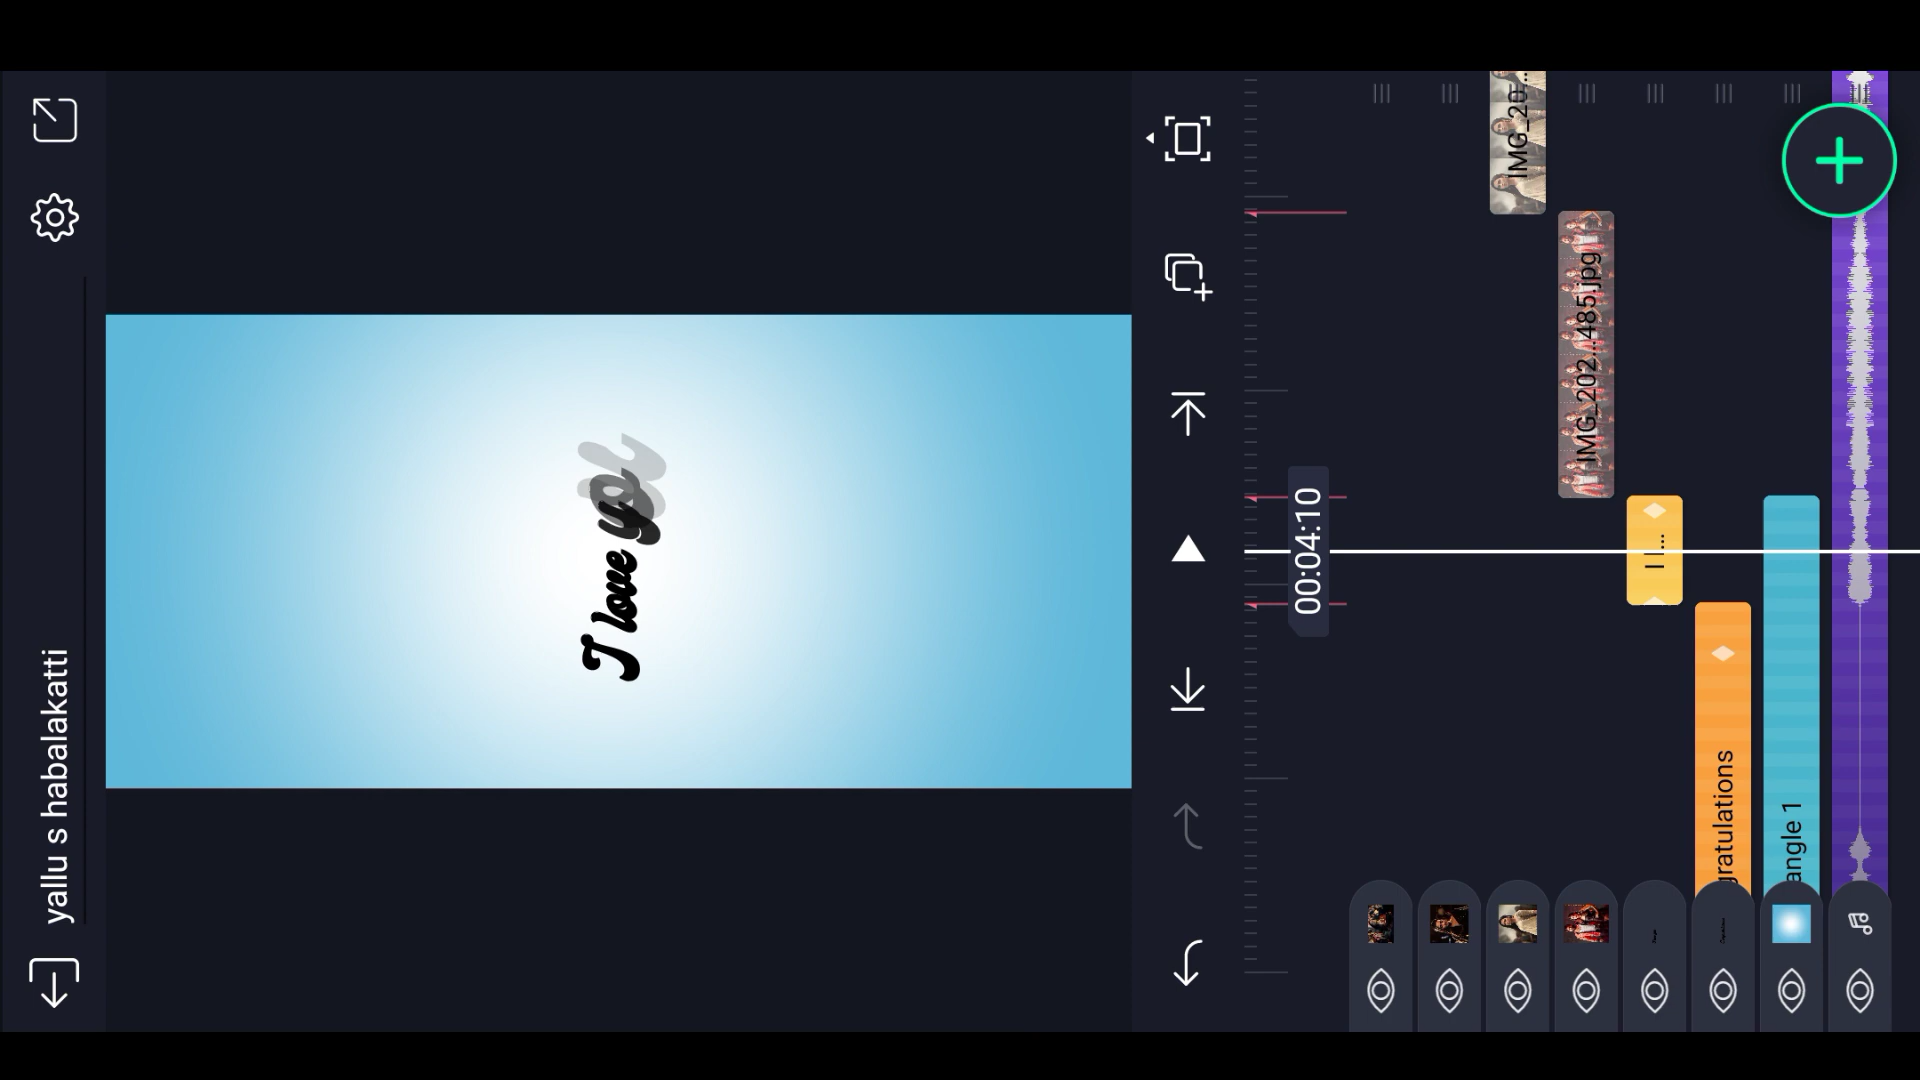 yallu s habalakatti
I love you
00:04:10
IMG_20...
IMG_202...485.jpg
I l...
gratulations
angle 1